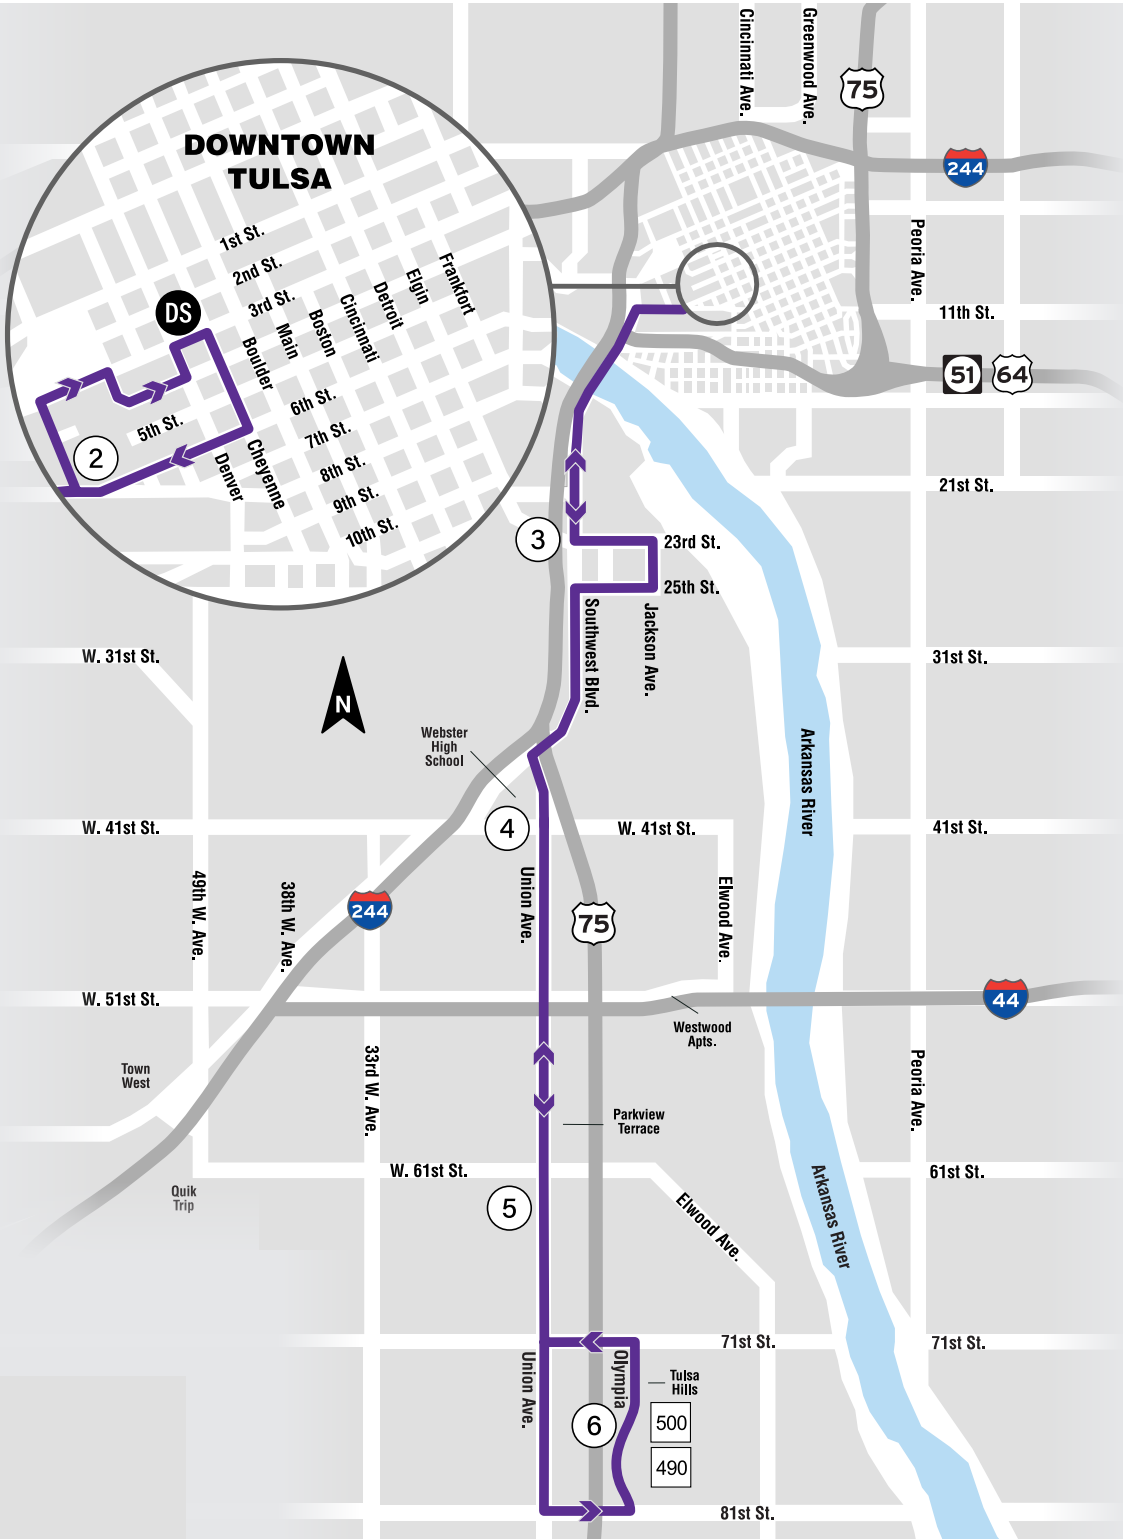 Cincinnati Ave.
Greenwood Ave.
75
244
DOWNTOWN
TULSA
1st St.
2nd St.
3rd St.
Main
Boston
Cincinnati
Detroit
Elgin
Frankfort
DS
Boulder
5th St.
6th St.
7th St.
8th St.
9th St.
10th St.
Cheyenne
Denver
2
Peoria Ave.
11th St.
51
64
21st St.
3
23rd St.
25th St.
Southwest Blvd.
Jackson Ave.
W. 31st St.
31st St.
N
Webster
High
School
Arkansas River
W. 41st St.
4
W. 41st St.
41st St.
49th W. Ave.
38th W. Ave.
244
Union Ave.
75
Elwood Ave.
W. 51st St.
44
Westwood
Apts.
Town
West
33rd W. Ave.
Peoria Ave.
Parkview
Terrace
W. 61st St.
61st St.
Quik
Trip
5
Elwood Ave.
Arkansas River
71st St.
71st St.
Union Ave.
Olympia
Tulsa
Hills
6
500
490
81st St.